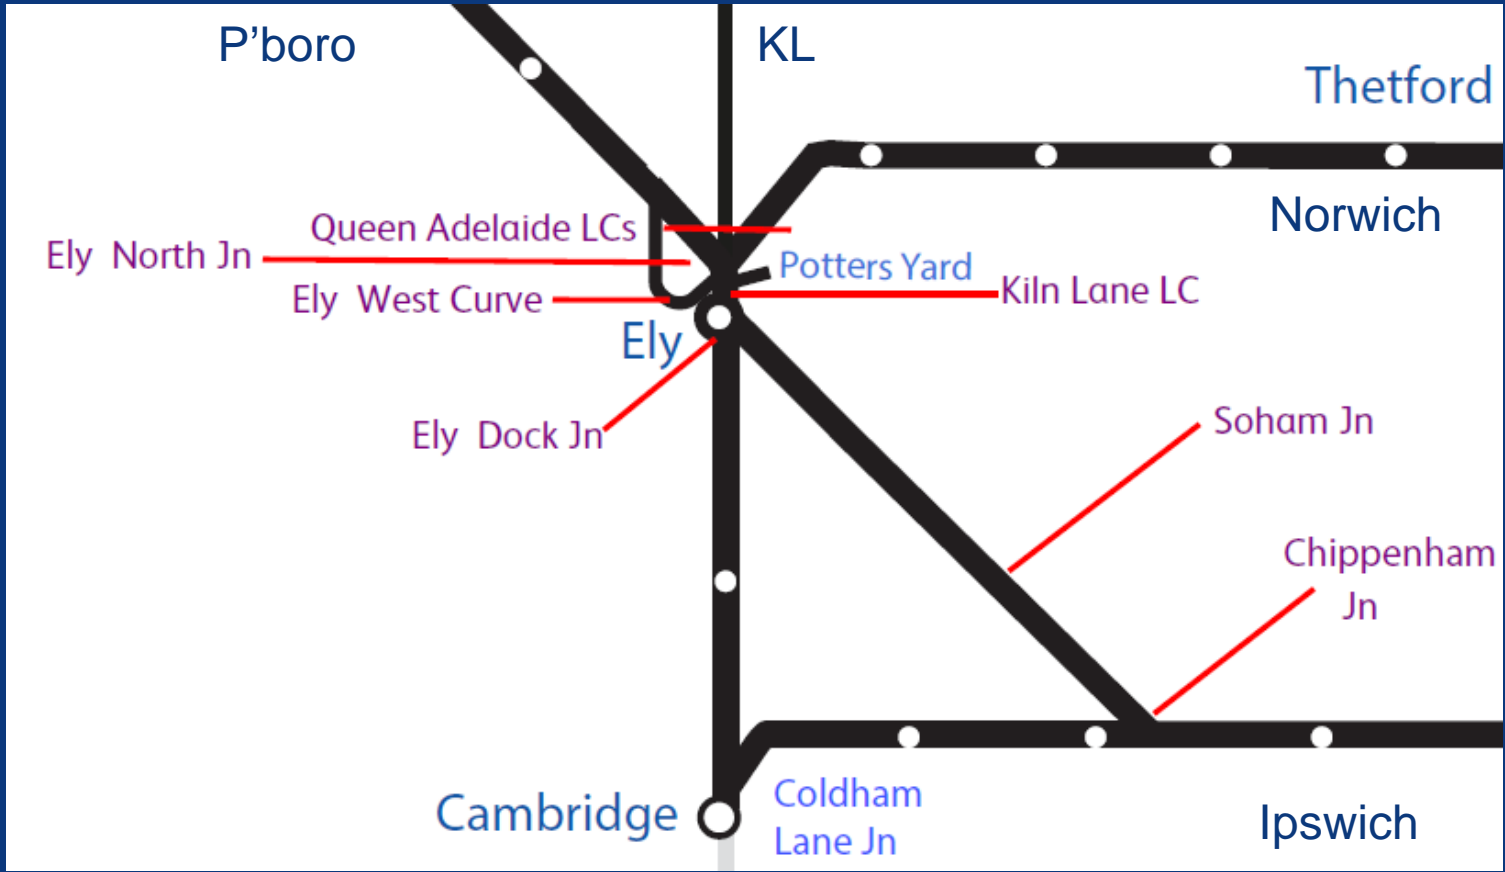 P'boro
KL
Thetford
Norwich
Queen Adelaide LCs
Ely North Jn
Potters Yard
Ely West Curve
Kiln Lane LC
Ely
Ely Dock Jn
Soham Jn
Chippenham
Jn
Cambridge
Coldham
Lane Jn
Ipswich